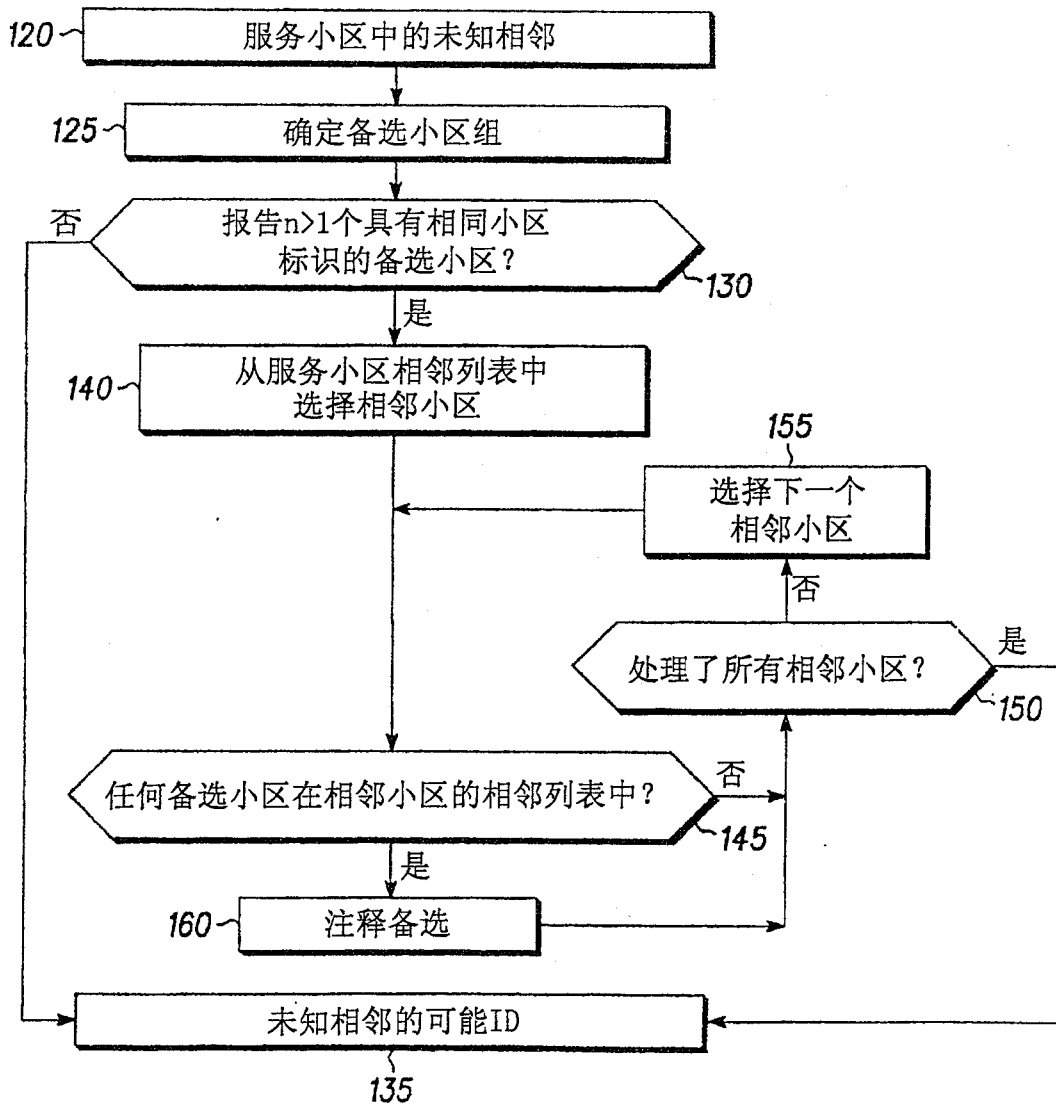 120
服务小区中的未知相邻
125
确定备选小区组
否
报告n>1个具有相同小区
标识的备选小区？
130
是
140
从服务小区相邻列表中
选择相邻小区
155
选择下一个
相邻小区
否
处理了所有相邻小区？
是
150
任何备选小区在相邻小区的相邻列表中？
否
145
是
160
注释备选
未知相邻的可能ID
135